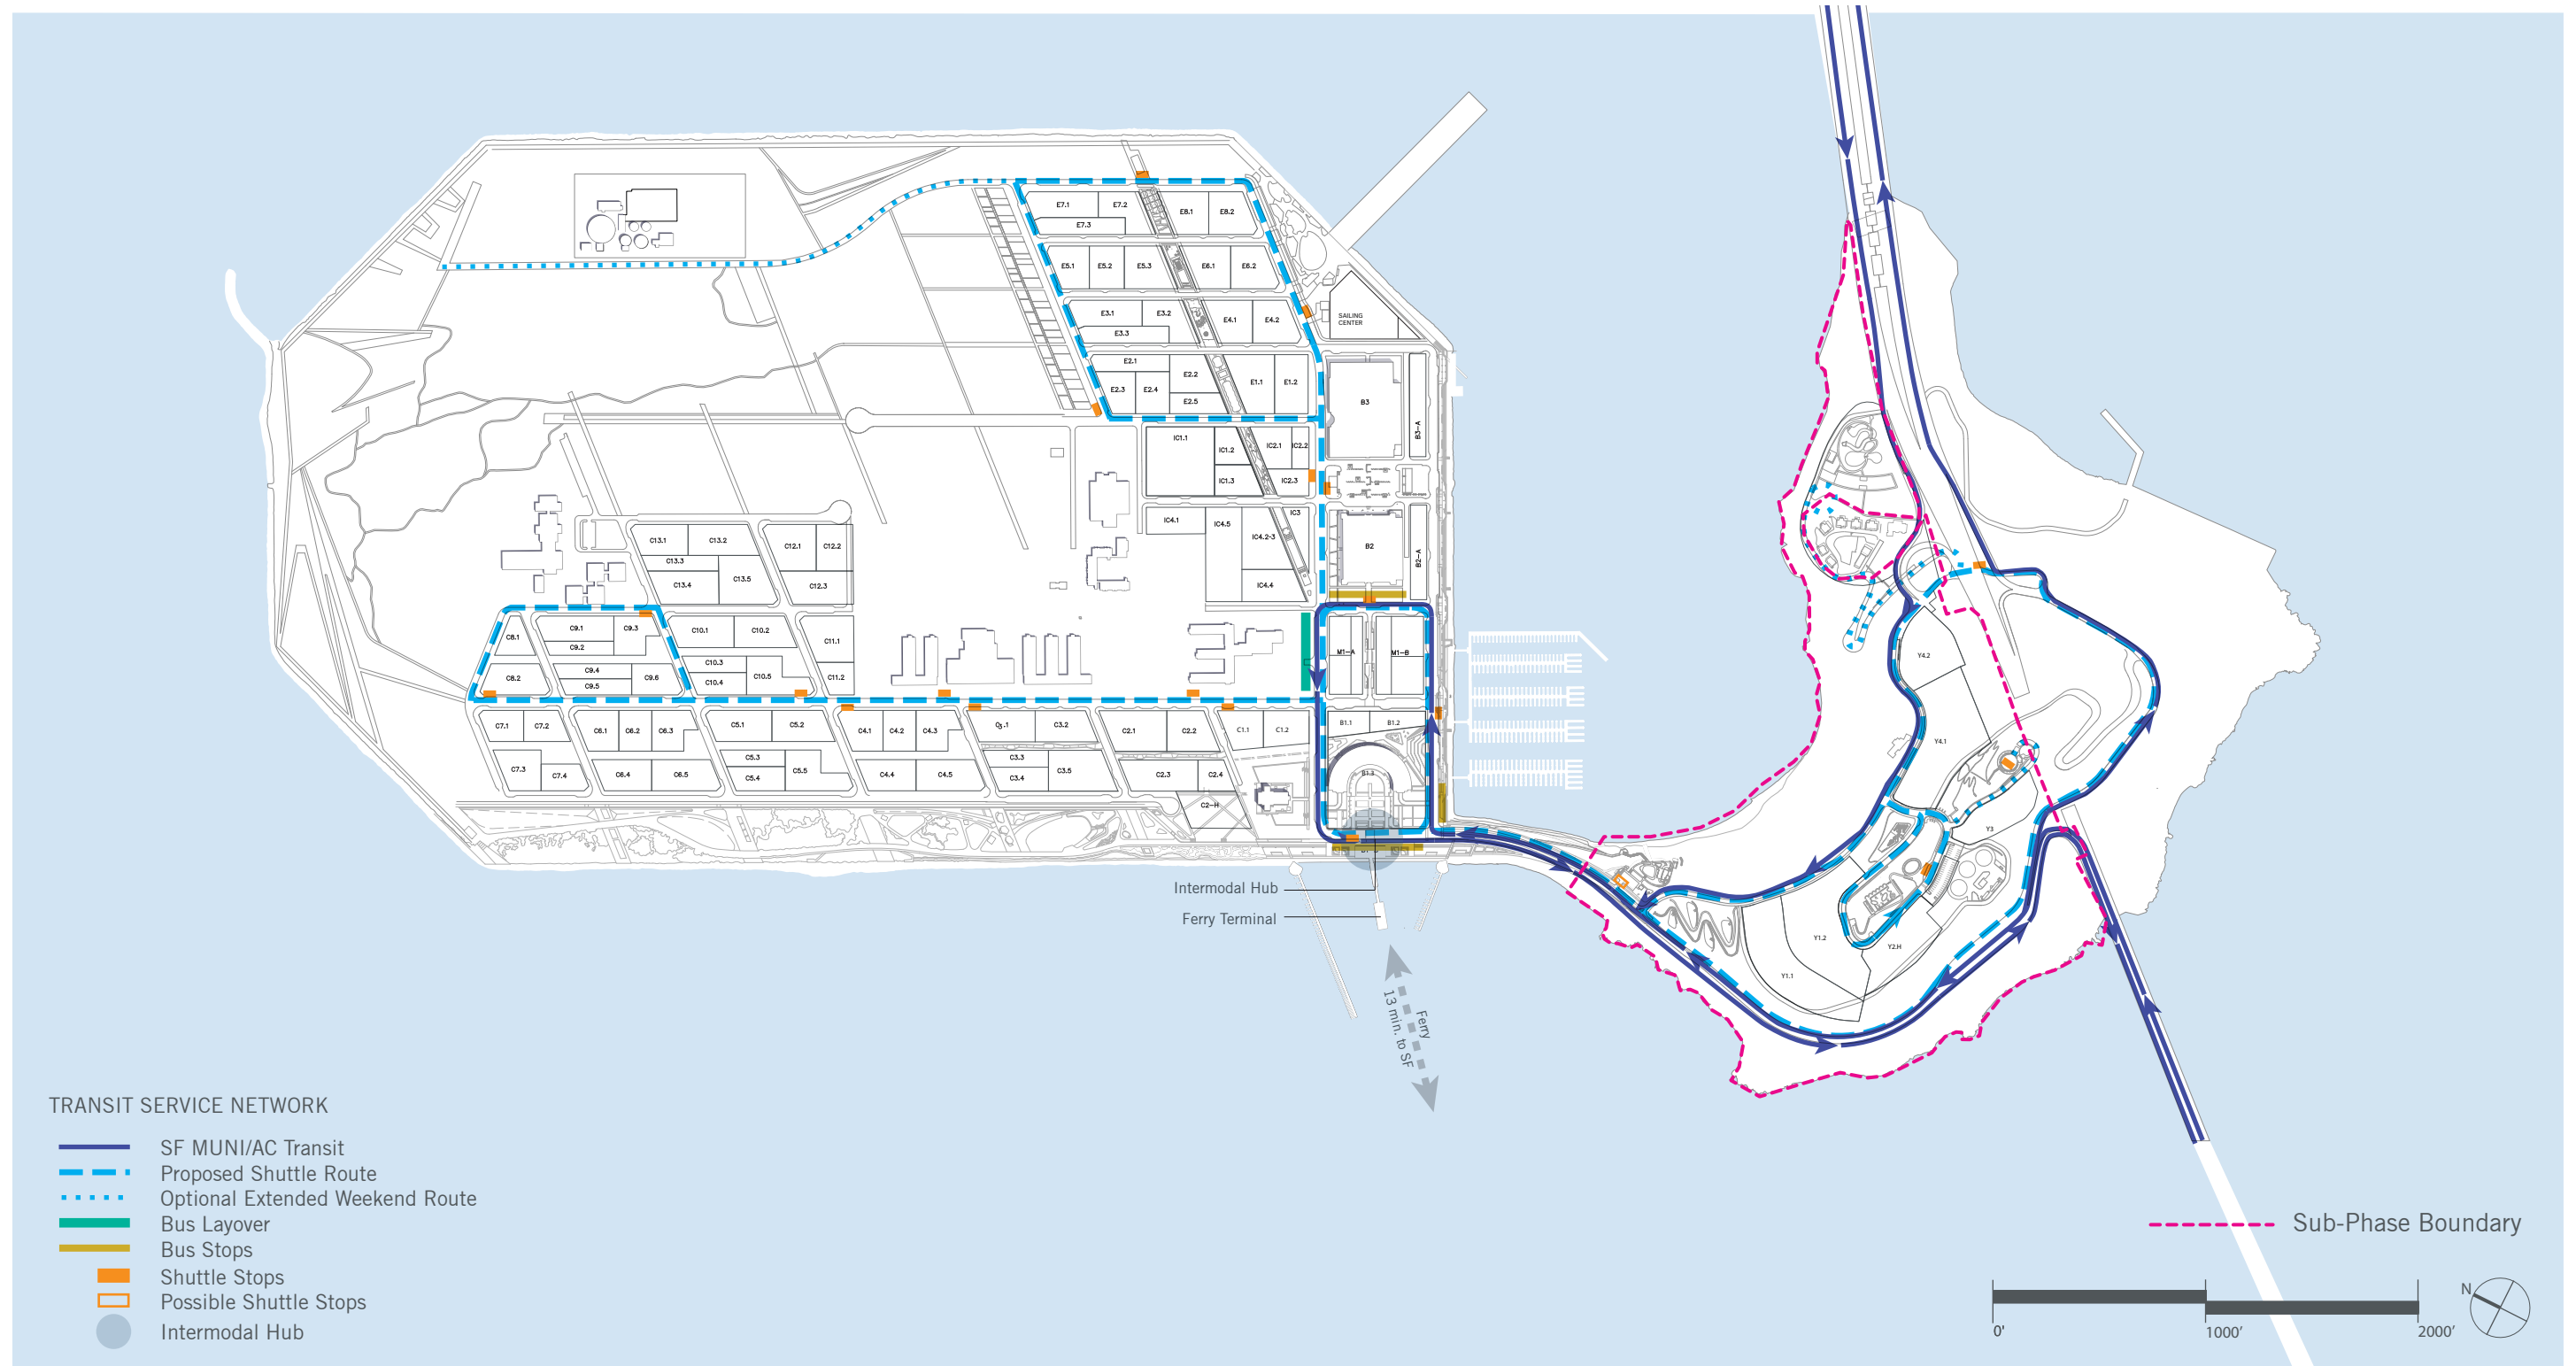 E7.1
E7.2
E8.1
E8.2
E7.3
E5.1
E5.2
E5.3
E6.1
E6.2
E3.1
E3.2
E4.1
E4.2
E3.3
SAILING
CENTER
E2.1
E2.2
E2.3
E2.4
E2.5
E1.1
E1.2
B3
B3-A
IC1.1
IC1.2
IC2.1
IC2.2
IC1.3
IC2.3
IC4.1
IC4.5
IC3
IC4.2-3
IC4.4
B2
B2-A
C13.1
C13.2
C13.3
C13.4
C13.5
C12.1
C12.2
C12.3
C8.1
C8.2
C9.1
C9.2
C9.3
C9.4
C9.5
C9.6
C10.1
C10.2
C10.3
C10.4
C10.5
C11.1
C11.2
M1-A
M1-B
C7.1
C7.2
C7.3
C7.4
C6.1
C6.2
C6.3
C6.4
C6.5
C5.1
C5.2
C5.3
C5.4
C5.5
C4.1
C4.2
C4.3
C4.4
C4.5
C3.2
C3.3
C3.4
C3.5
C2.1
C2.2
C2.3
C2.4
C2-H
C1.1
C1.2
B1.1
B1.2
B1.3
Y4.2
Y4.1
Y3
Y1.2
Y2.H
Y1.1
Intermodal Hub
Ferry Terminal
Ferry
13 min. to SF
TRANSIT SERVICE NETWORK
SF MUNI/AC Transit
Proposed Shuttle Route
Optional Extended Weekend Route
Bus Layover
Bus Stops
Shuttle Stops
Possible Shuttle Stops
Intermodal Hub
Sub-Phase Boundary
0'
1000'
2000'
N